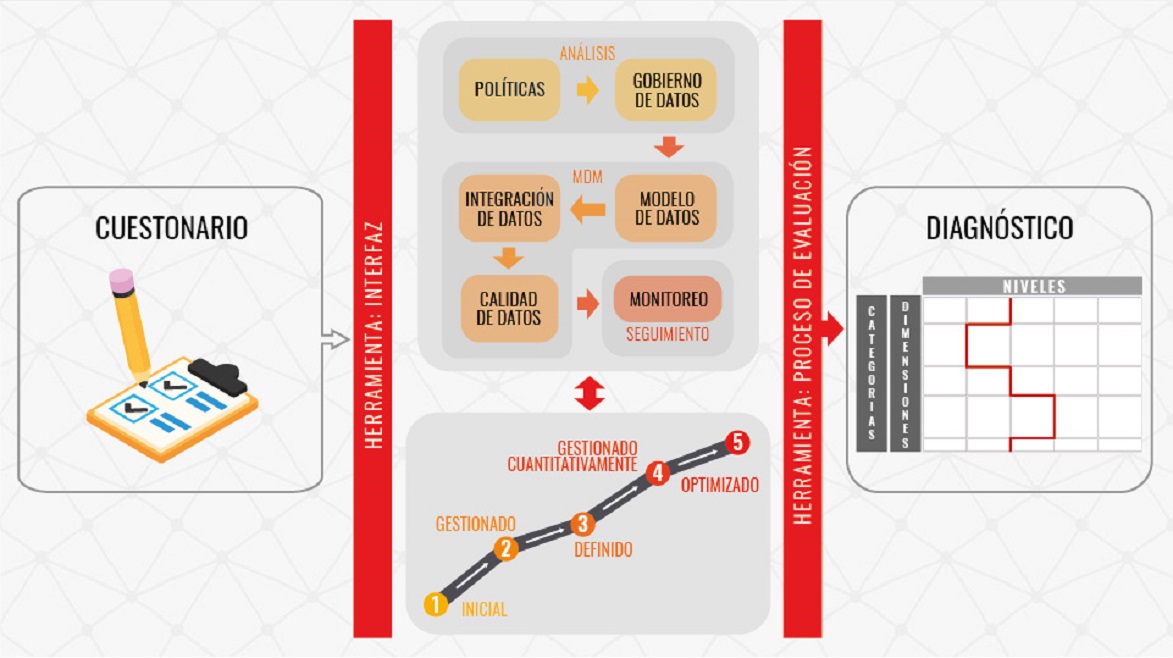 CUESTONARIO
HERRAMIENTA: INTERFAZ
ANÁLISIS
POLÍTICAS
GOBIERNO
DE DATOS
MDM
INTEGRACIÓN
DE DATOS
MODELO
DE DATOS
CALIDAD
DE DATOS
MONITOREO
SEGUIMIENTO
5
GESTIONADO
CUANTITATIVAMENTE
4
OPTIMIZADO
GESTIONADO
3
2
DEFINIDO
1
INICIAL
HERRAMIENTA: PROCESO DE EVALUACIÓN
DIAGNÓSTICO
NIVELES
CATEGORIAS
DIMENSIONES